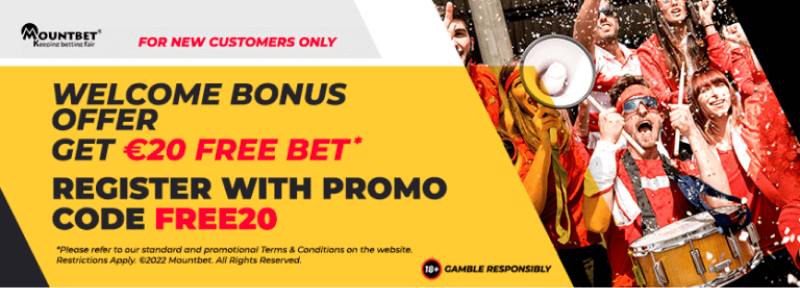 MOUNTBET®
Keeping betting fair
FOR NEW CUSTOMERS ONLY
WELCOME BONUS
OFFER
GET €20 FREE BET*
REGISTER WITH PROMO
CODE FREE20
*Please refer to our standard and promotional Terms & Conditions on the website.
Restrictions Apply. ©2022 Mountbet. All Rights Reserved.
18+ GAMBLE RESPONSIBLY